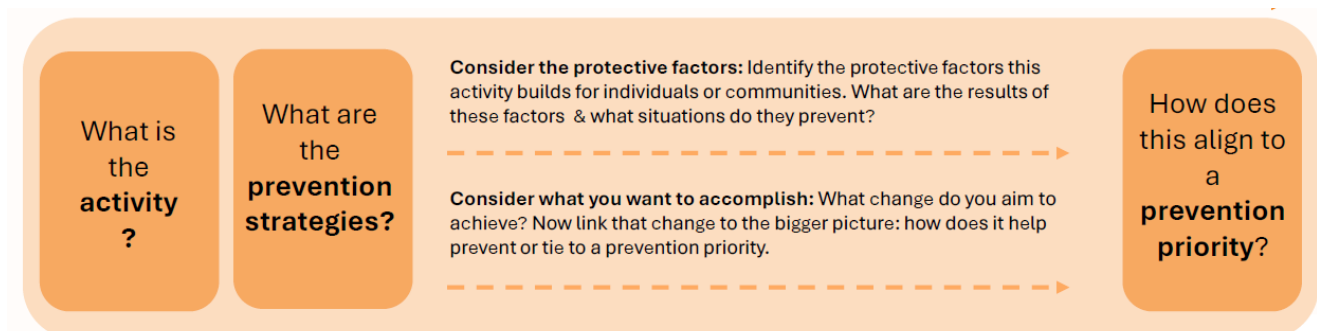 What is
the
activity
?
What are
the
prevention
strategies?
Consider the protective factors: Identify the protective factors this
activity builds for individuals or communities. What are the results of
these factors & what situations do they prevent?
Consider what you want to accomplish: What change do you aim to
achieve? Now link that change to the bigger picture: how does it help
prevent or tie to a prevention priority.
How does
this align to
a
prevention
priority?